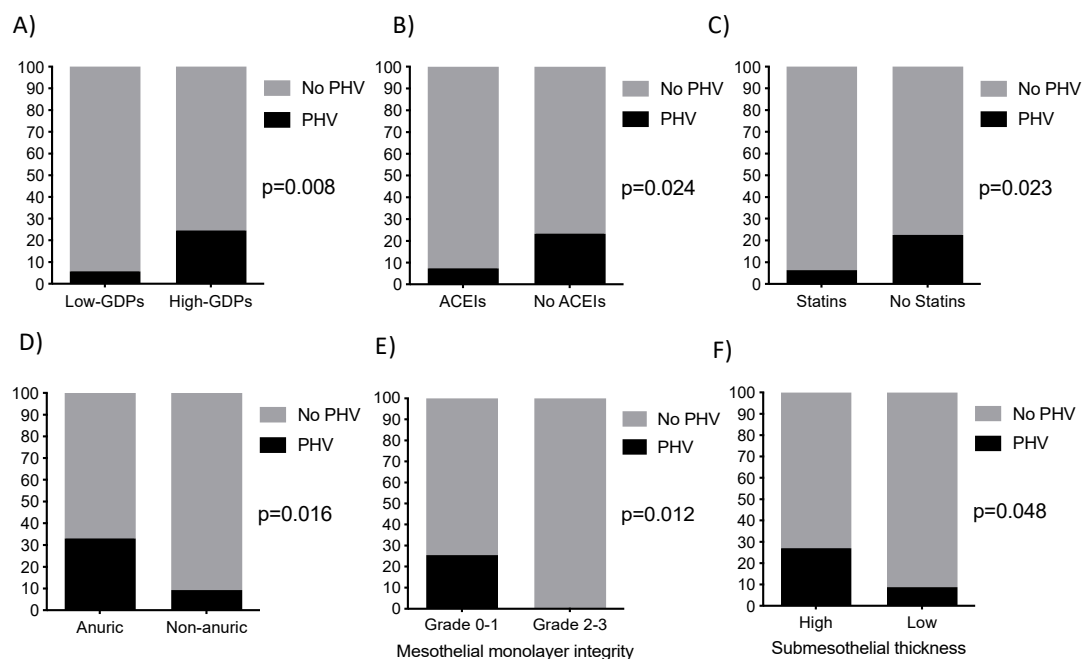 A)
100
90
80
70
60
50
40
30
20
10
0
Low-GDPs High-GDPs
No PHV
PHV
p=0.008
B)
100
90
80
70
60
50
40
30
20
10
0
ACEIs No ACEIs
No PHV
PHV
p=0.024
C)
100
90
80
70
60
50
40
30
20
10
0
Statins No Statins
No PHV
PHV
p=0.023
D)
100
90
80
70
60
50
40
30
20
10
0
Anuric Non-anuric
No PHV
PHV
p=0.016
E)
100
90
80
70
60
50
40
30
20
10
0
Grade 0-1 Grade 2-3
Mesothelial monolayer integrity
No PHV
PHV
p=0.012
F)
100
90
80
70
60
50
40
30
20
10
0
High Low
Submesothelial thickness
No PHV
PHV
p=0.048